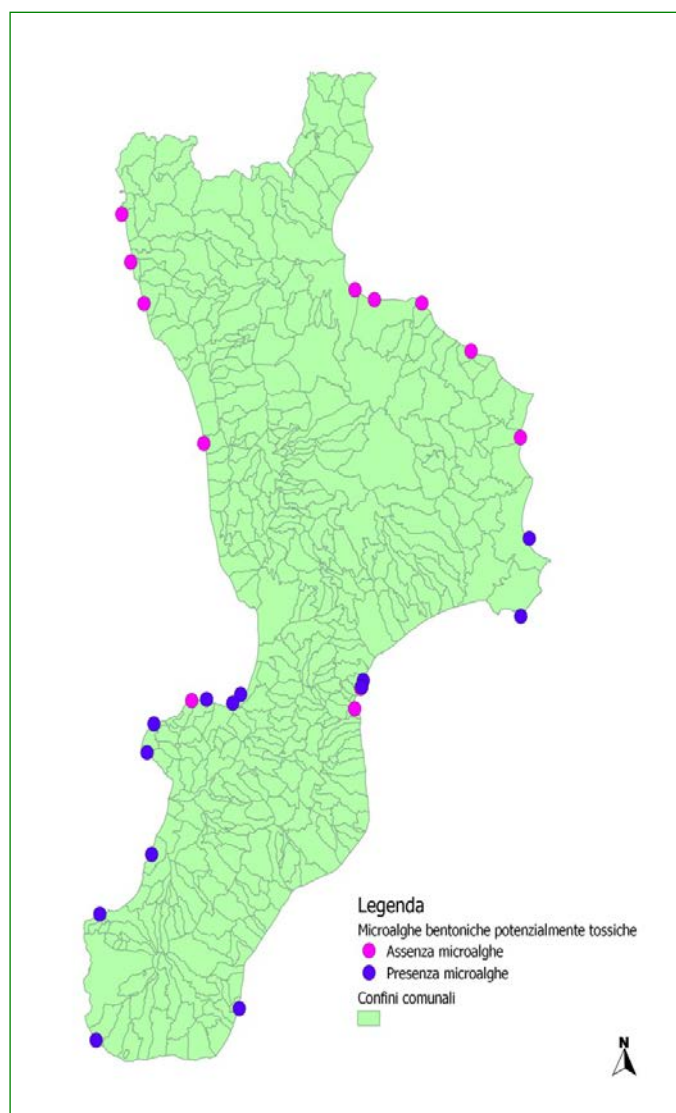 Legenda
Microalghe bentoniche potenzialmente tossiche
Assenza microalghe
Presenza microalghe
Confini comunali
N